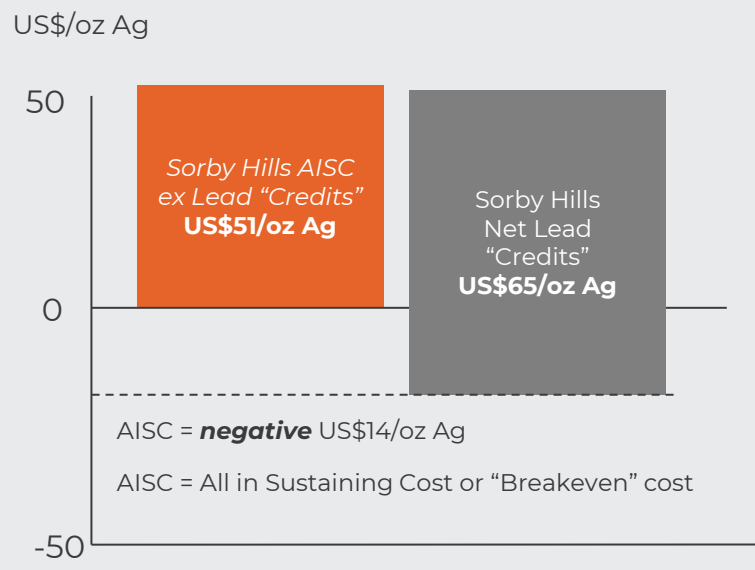 US$/oz Ag
50
Sorby Hills AISC
ex Lead “Credits”
US$51/oz Ag
Sorby Hills
Net Lead
“Credits”
US$65/oz Ag
0
AISC = negative US$14/oz Ag
AISC = All in Sustaining Cost or “Breakeven” cost
-50